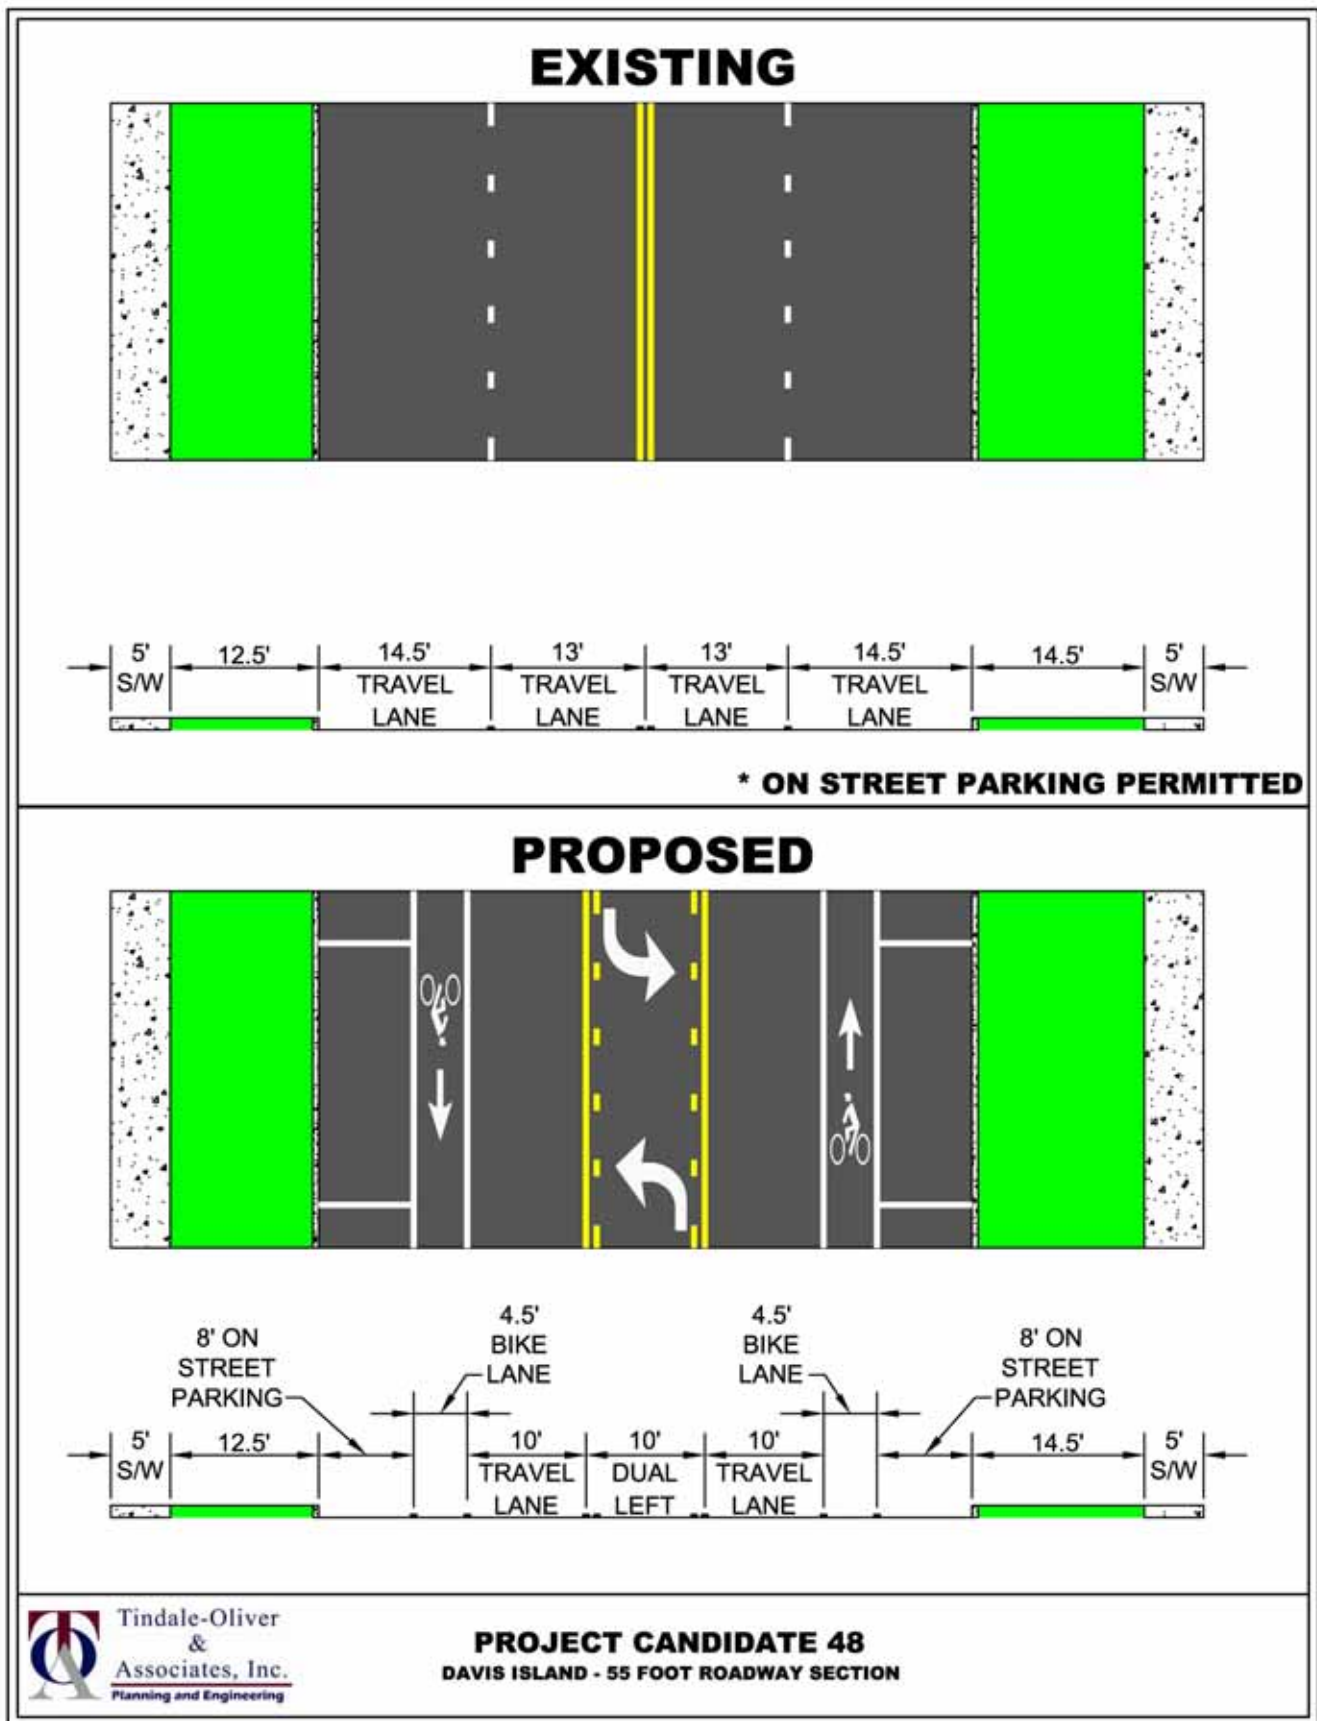 EXISTING
5' 12.5' 14.5' 13' 13' 14.5' 14.5' 5'
S/W TRAVEL TRAVEL TRAVEL TRAVEL S/W
LANE LANE LANE LANE
* ON STREET PARKING PERMITTED
PROPOSED
8' ON
STREET
PARKING
4.5'
BIKE
LANE
4.5'
BIKE
LANE
8' ON
STREET
PARKING
5' 12.5' 10' 10' 10' 14.5' 5'
S/W TRAVEL DUAL TRAVEL S/W
LANE LEFT LANE
Tindale-Oliver
&
Associates, Inc.
Planning and Engineering
PROJECT CANDIDATE 48
DAVIS ISLAND - 55 FOOT ROADWAY SECTION